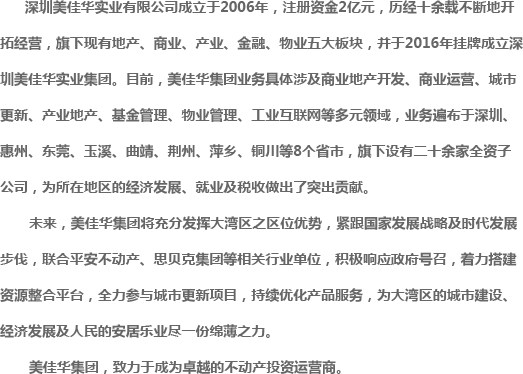 深圳美佳华实业有限公司成立于2006年，注册资金2亿元，历经十余载不断地开
拓经营，旗下现有地产、商业、产业、金融、物业五大板块，并于2016年挂牌成立深
圳美佳华实业集团。目前，美佳华集团业务具体涉及商业地产开发、商业运营、城市
更新、产业地产、基金管理、物业管理、工业互联网等多元领域，业务遍布于深圳、
惠州、东莞、玉溪、曲靖、荆州、萍乡、铜川等8个省市，旗下设有二十余家全资子
公司，为所在地区的经济发展、就业及税收做出了突出贡献。
未来，美佳华集团将充分发挥大湾区之区位优势，紧跟国家发展战略及时代发展
步伐，联合平安不动产、思贝克集团等相关行业单位，积极响应政府号召，着力搭建
资源整合平台，全力参与城市更新项目，持续优化产品服务，为大湾区的城市建设、
经济发展及人民的安居乐业尽一份绵薄之力。
美佳华集团，致力于成为卓越的不动产投资运营商。